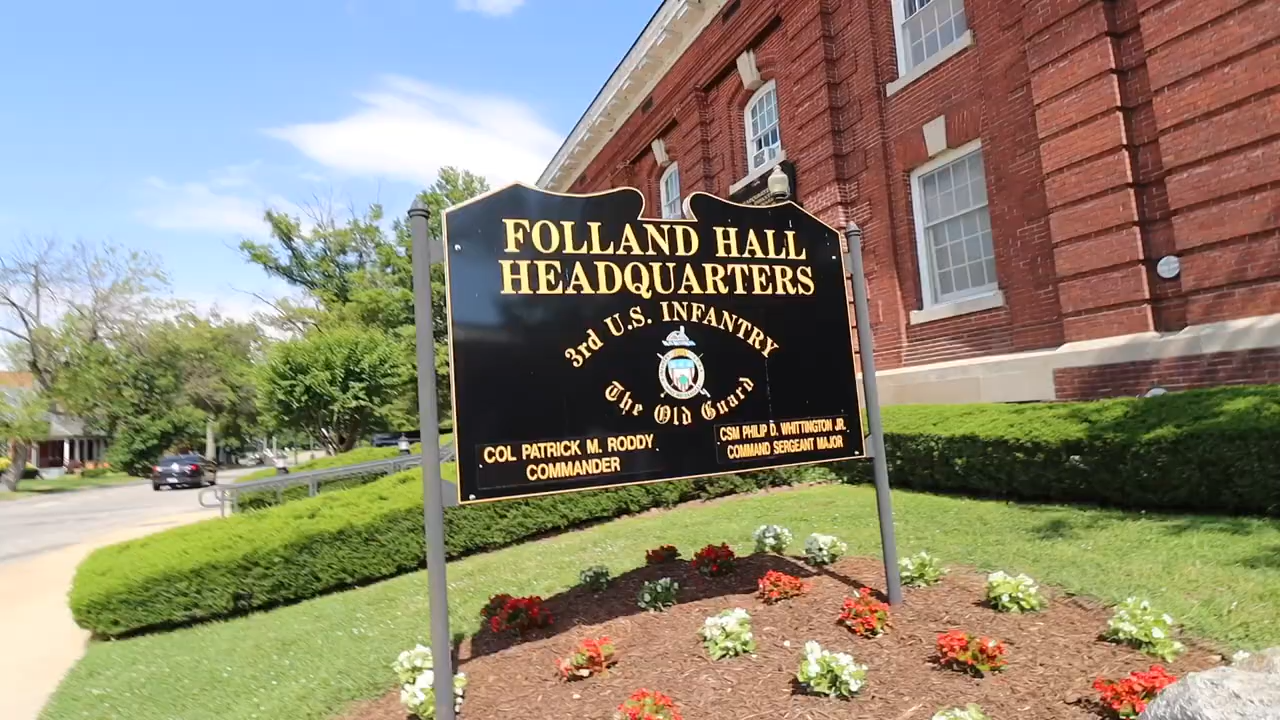 FOLLAND HALL
HEADQUARTERS
3rd U.S. INFANTRY
The Old Guard
COL PATRICK M. RODDY
COMMANDER
CSM PHILIP D. WHITTINGTON JR.
COMMAND SERGEANT MAJOR